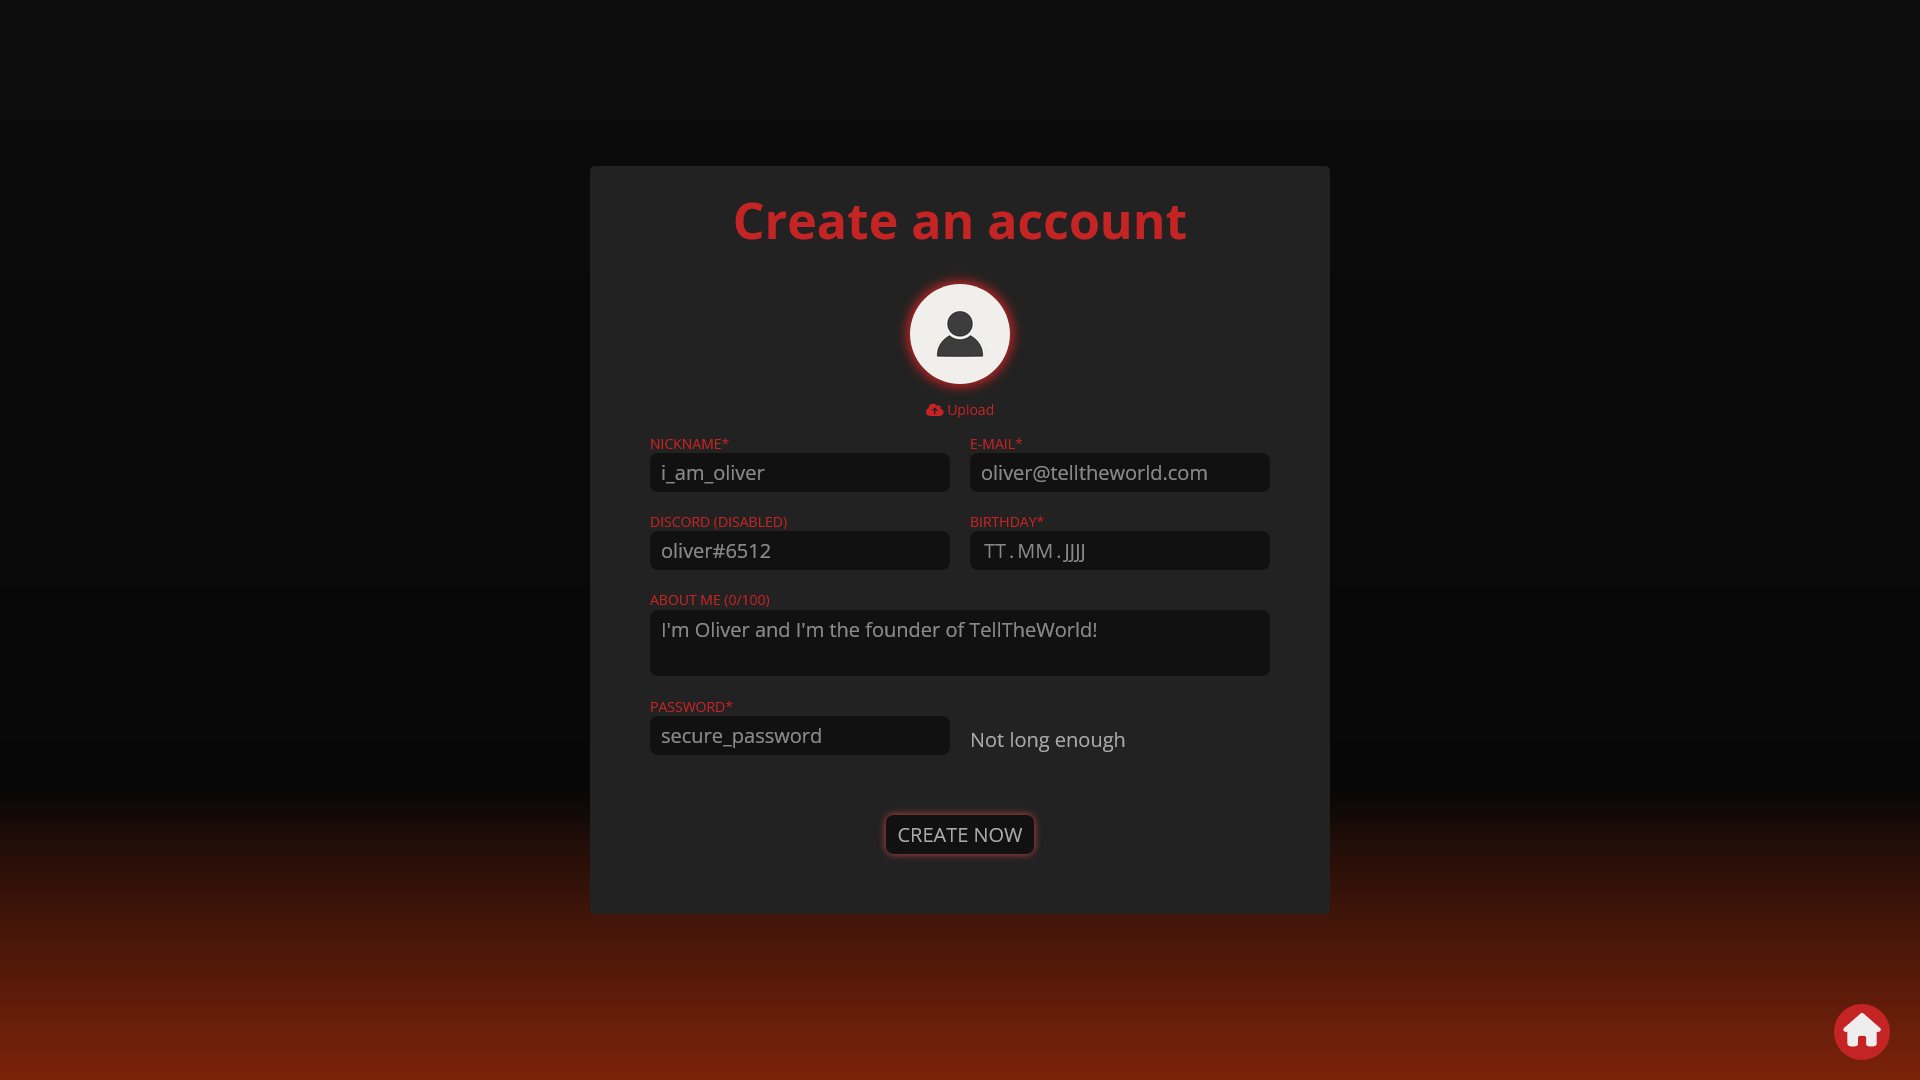 Create an account
Upload
NICKNAME*
i_am_oliver
E-MAIL*
oliver@telltheworld.com
DISCORD (DISABLED)
oliver#6512
BIRTHDAY*
TT.MM.JJJJ
ABOUT ME (0/100)
I'm Oliver and I'm the founder of TellTheWorld!
PASSWORD*
secure_password
Not long enough
CREATE NOW